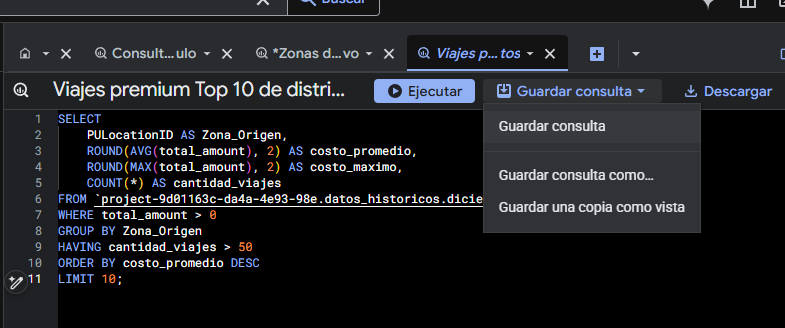 Buscar
Consult...ulo
*Zonas d...vo
Viajes p...tos
Viajes premium Top 10 de distri...
Ejecutar
Guardar consulta
Descargar
Guardar consulta
Guardar consulta como...
Guardar una copia como vista
1 SELECT
2 PULocationID AS Zona_Origen,
3 ROUND(AVG(total_amount), 2) AS costo_promedio,
4 ROUND(MAX(total_amount), 2) AS costo_maximo,
5 COUNT(*) AS cantidad_viajes
6 FROM `project-9d01163c-da4a-4e93-98e.datos_historicos.dicie
7 WHERE total_amount > 0
8 GROUP BY Zona_Origen
9 HAVING cantidad_viajes > 50
10 ORDER BY costo_promedio DESC
11 LIMIT 10;